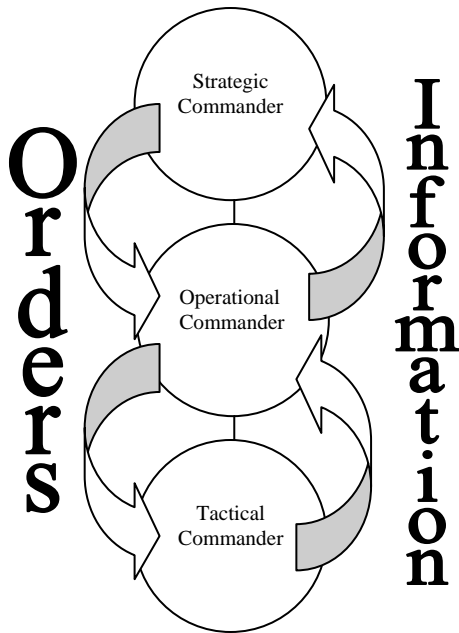 Strategic
Commander
Orders
Information
Operational
Commander
Tactical
Commander